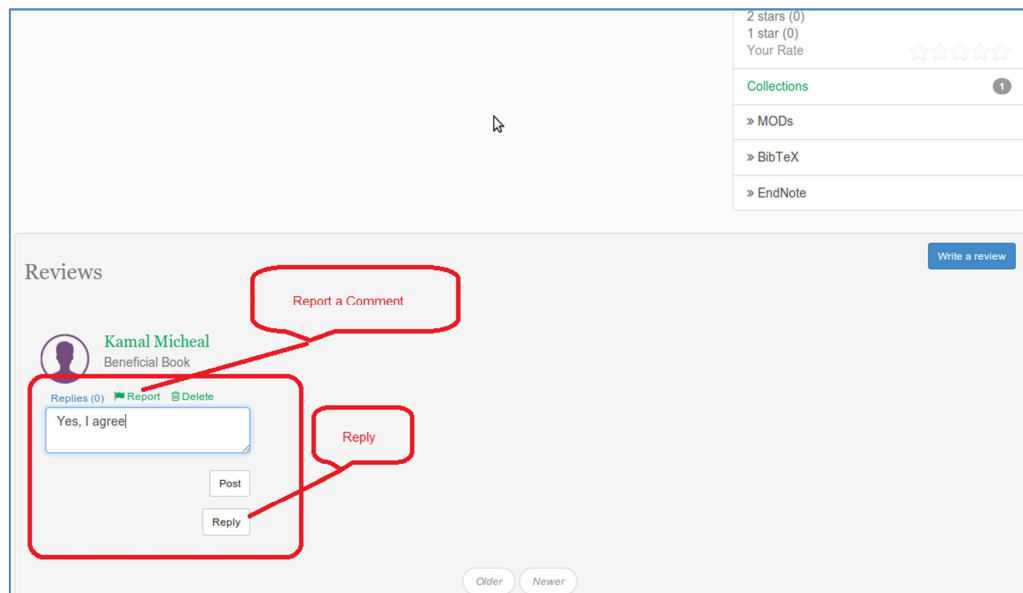 2 stars (0)
1 star (0)
Your Rate
Collections 1
» MODs
» BibTeX
» EndNote
Write a review
Reviews
Report a Comment
Kamal Micheal
Beneficial Book
Replies (0) Report Delete
Yes, I agree
Reply
Post
Reply
Older Newer